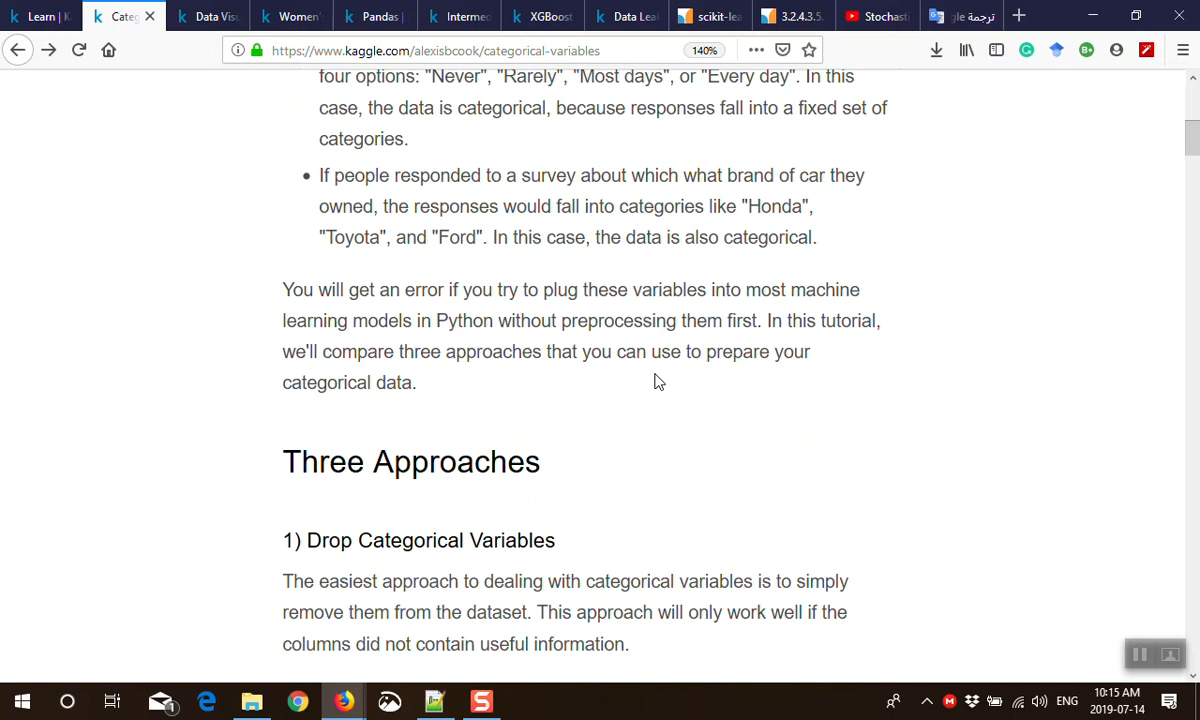 Learn | K
Categ
Data Visu
Women'
Pandas |
Intermed
XGBoost
Data Leal
scikit-lea
3.2.4.3.5.
Stochast
ترجمة gle
https://www.kaggle.com/alexisbcook/categorical-variables
140%
four options: "Never", "Rarely", "Most days", or "Every day". In this
case, the data is categorical, because responses fall into a fixed set of
categories.
• If people responded to a survey about which what brand of car they
owned, the responses would fall into categories like "Honda",
"Toyota", and "Ford". In this case, the data is also categorical.
You will get an error if you try to plug these variables into most machine
learning models in Python without preprocessing them first. In this tutorial,
we'll compare three approaches that you can use to prepare your
categorical data.
Three Approaches
1) Drop Categorical Variables
The easiest approach to dealing with categorical variables is to simply
remove them from the dataset. This approach will only work well if the
columns did not contain useful information.
ENG
10:15 AM
2019-07-14